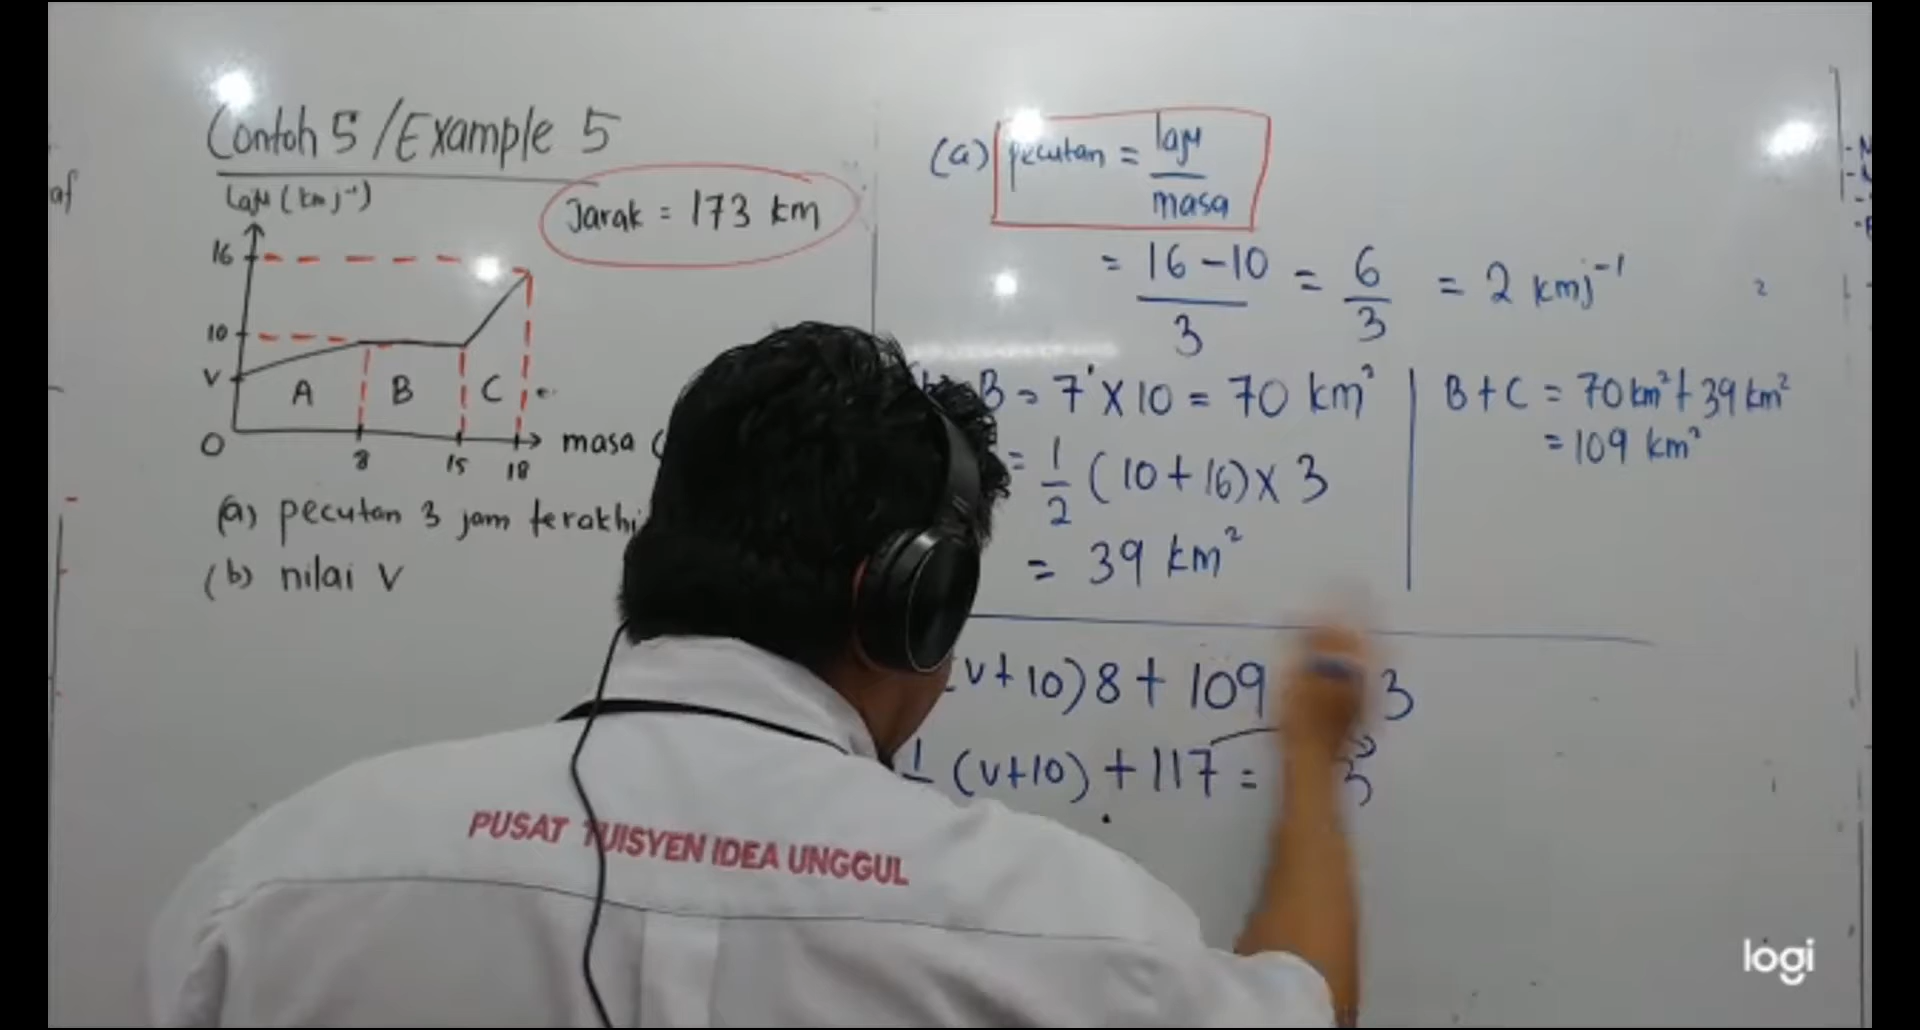 Contoh 5 / Example 5
Laju (km j⁻¹)
Jarak = 173 km
16
10
V
O
A
B
C
8
15
18
masa (
(a) pecutan 3 jam terakhi
(b) nilai V
(a) pecutan = laju / masa
= 16 - 10 / 3 = 6 / 3 = 2 kmj⁻¹
B = 7 × 10 = 70 km²
= 1/2 (10 + 16) × 3
= 39 km²
B + C = 70 km² + 39 km²
= 109 km²
(v + 10) 8 + 109 3
(v + 10) + 117 =
PUSAT TUISYEN IDEA UNGGUL
logi
af